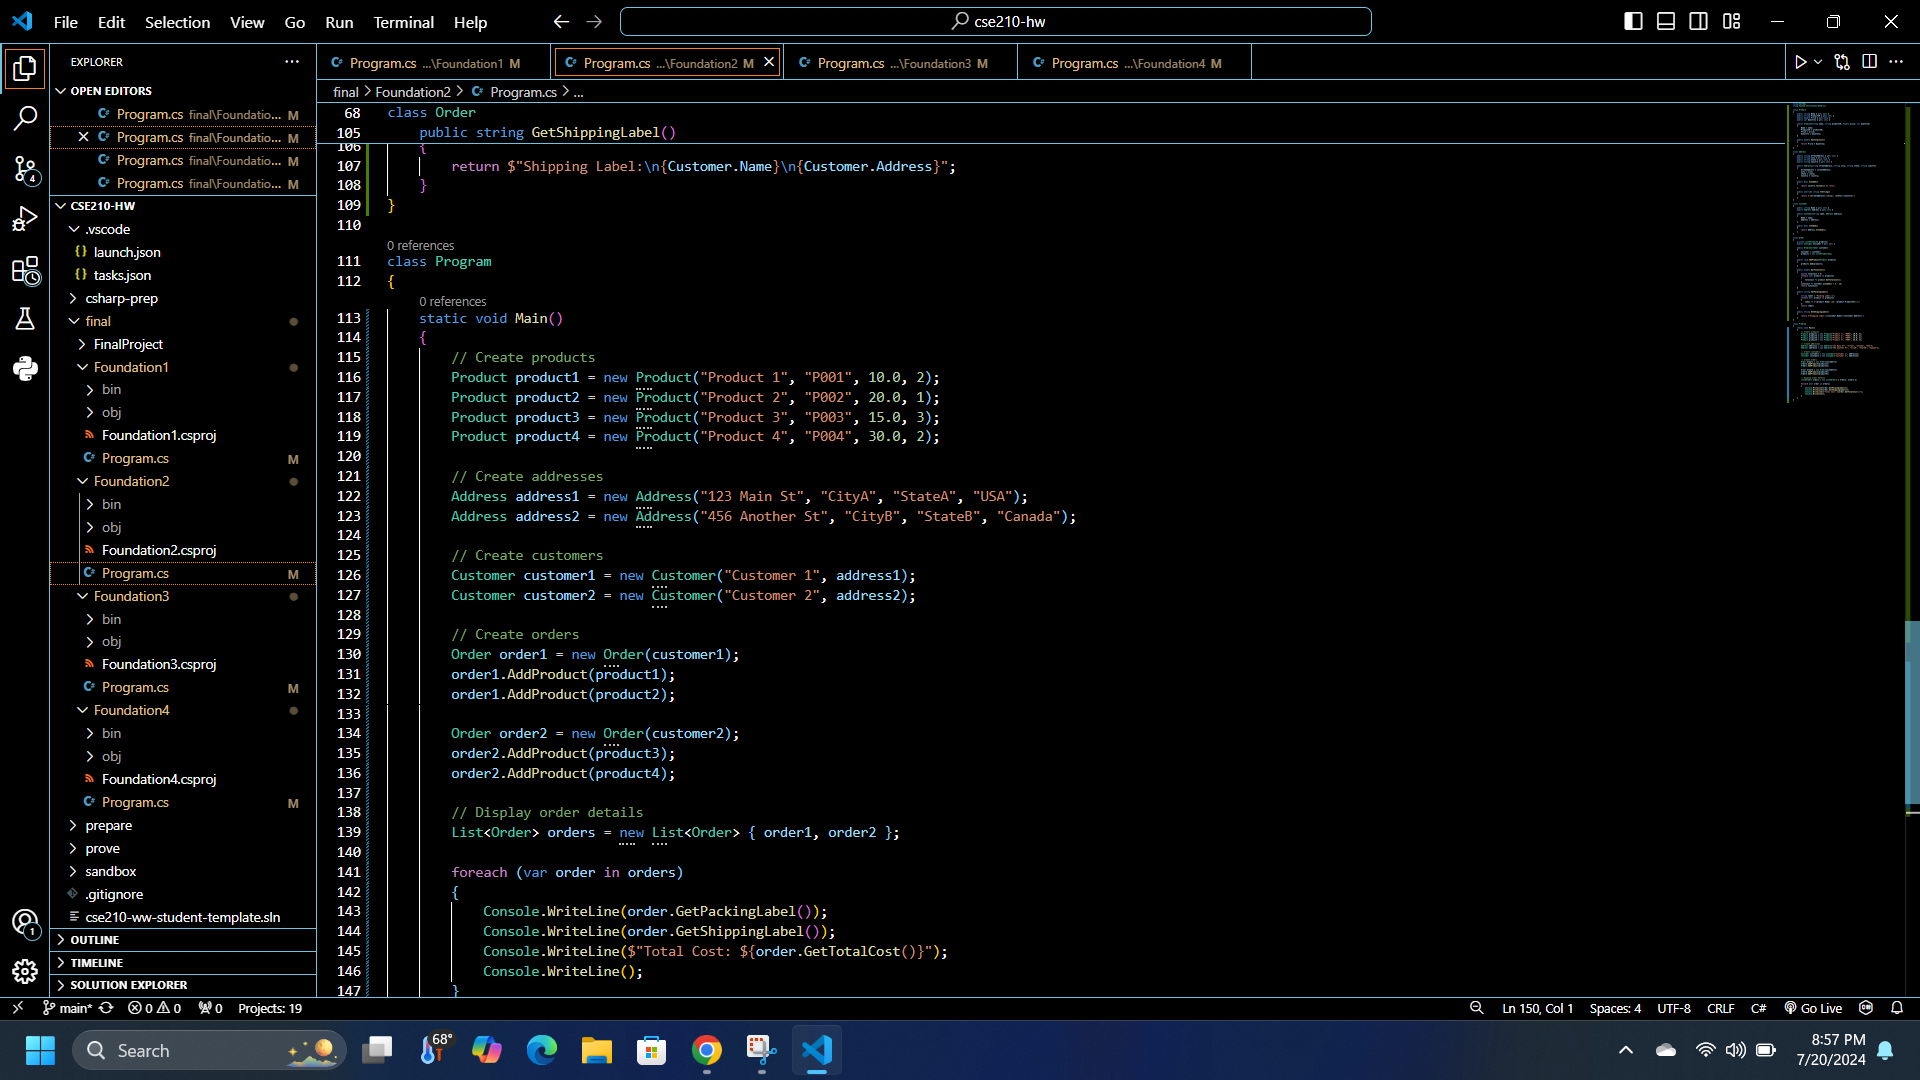 File Edit Selection View Go Run Terminal Help
cse210-hw
EXPLORER
OPEN EDITORS
Program.cs final\Foundatio... M
Program.cs final\Foundatio... M
Program.cs final\Foundatio... M
Program.cs final\Foundatio... M
CSE210-HW
.vscode
{} launch.json
{} tasks.json
csharp-prep
final
FinalProject
Foundation1
bin
obj
Foundation1.csproj
Program.cs M
Foundation2
bin
obj
Foundation2.csproj
Program.cs M
Foundation3
bin
obj
Foundation3.csproj
Program.cs M
Foundation4
bin
obj
Foundation4.csproj
Program.cs M
prepare
prove
sandbox
.gitignore
cse210-ww-student-template.sln
OUTLINE
TIMELINE
SOLUTION EXPLORER
4
1
Program.cs ...\Foundation1 M
Program.cs ...\Foundation2 M
Program.cs ...\Foundation3 M
Program.cs ...\Foundation4 M
final > Foundation2 > Program.cs > ...
68 class Order
105 public string GetShippingLabel()
106 {
107 return $"Shipping Label:\n{Customer.Name}\n{Customer.Address}";
108 }
109 }
110
0 references
111 class Program
112 {
0 references
113 static void Main()
114 {
115 // Create products
116 Product product1 = new Product("Product 1", "P001", 10.0, 2);
117 Product product2 = new Product("Product 2", "P002", 20.0, 1);
118 Product product3 = new Product("Product 3", "P003", 15.0, 3);
119 Product product4 = new Product("Product 4", "P004", 30.0, 2);
120
121 // Create addresses
122 Address address1 = new Address("123 Main St", "CityA", "StateA", "USA");
123 Address address2 = new Address("456 Another St", "CityB", "StateB", "Canada");
124
125 // Create customers
126 Customer customer1 = new Customer("Customer 1", address1);
127 Customer customer2 = new Customer("Customer 2", address2);
128
129 // Create orders
130 Order order1 = new Order(customer1);
131 order1.AddProduct(product1);
132 order1.AddProduct(product2);
133
134 Order order2 = new Order(customer2);
135 order2.AddProduct(product3);
136 order2.AddProduct(product4);
137
138 // Display order details
139 List<Order> orders = new List<Order> { order1, order2 };
140
141 foreach (var order in orders)
142 {
143 Console.WriteLine(order.GetPackingLabel());
144 Console.WriteLine(order.GetShippingLabel());
145 Console.WriteLine($"Total Cost: ${order.GetTotalCost()}");
146 Console.WriteLine();
147 }
main* 0 0 0 Projects: 19
Ln 150, Col 1 Spaces: 4 UTF-8 CRLF C# Go Live
Search
68°
8:57 PM
7/20/2024